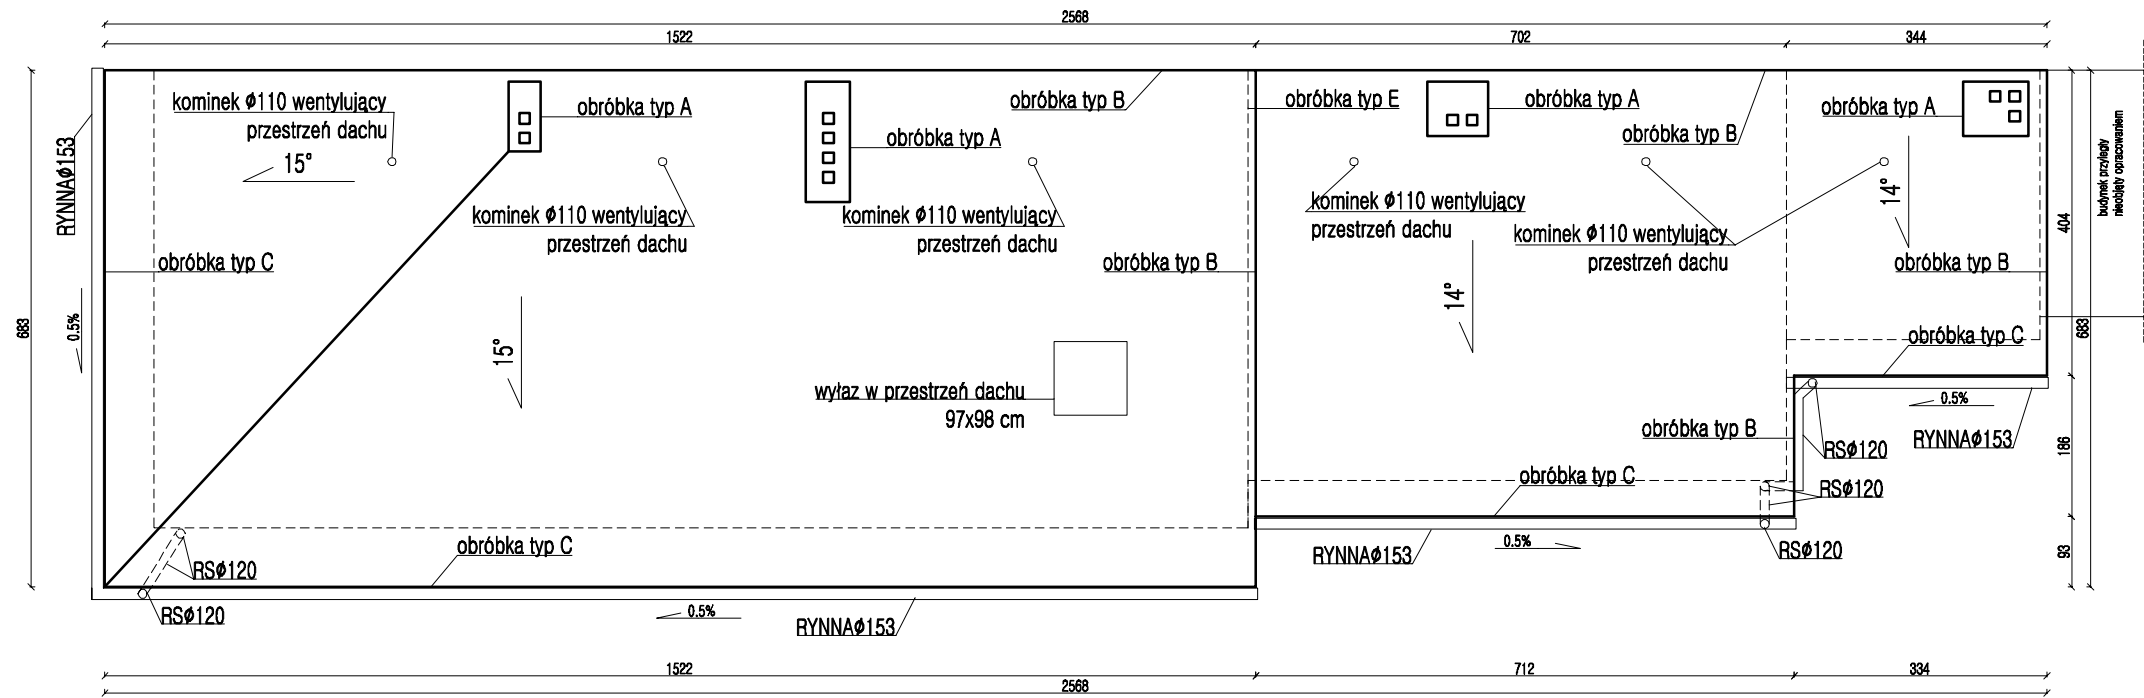 2568
1522
702
344
kominek Ø110 wentylujący
przestrzeń dachu
15°
obróbka typ A
obróbka typ A
obróbka typ B
obróbka typ E
obróbka typ A
obróbka typ B
obróbka typ A
14°
budynek przyległy
nieobjęty opracowaniem
RYNNAØ153
kominek Ø110 wentylujący
przestrzeń dachu
kominek Ø110 wentylujący
przestrzeń dachu
kominek Ø110 wentylujący
przestrzeń dachu
kominek Ø110 wentylujący
przestrzeń dachu
404
obróbka typ C
obróbka typ B
obróbka typ B
14°
683
0.5%
15°
683
obróbka typ C
wyłaz w przestrzeń dachu
97x98 cm
0.5%
obróbka typ B
RYNNAØ153
186
RSØ120
obróbka typ C
RSØ120
obróbka typ C
RSØ120
RYNNAØ153
0.5%
RSØ120
93
RSØ120
0.5%
RYNNAØ153
1522
712
334
2568